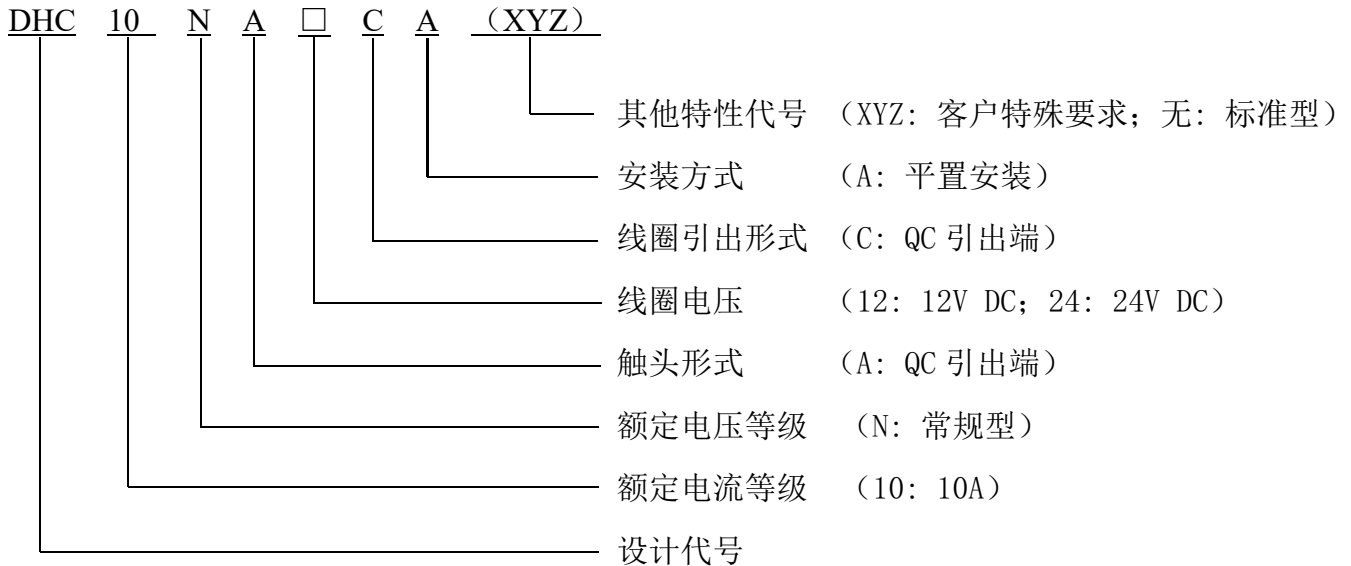 DHC 10 N A □ C A （XYZ）
其他特性代号 （XYZ: 客户特殊要求; 无: 标准型）
安装方式 （A: 平置安装）
线圈引出形式 （C: QC 引出端）
线圈电压 （12: 12V DC; 24: 24V DC）
触头形式 （A: QC 引出端）
额定电压等级 （N: 常规型）
额定电流等级 （10: 10A）
设计代号